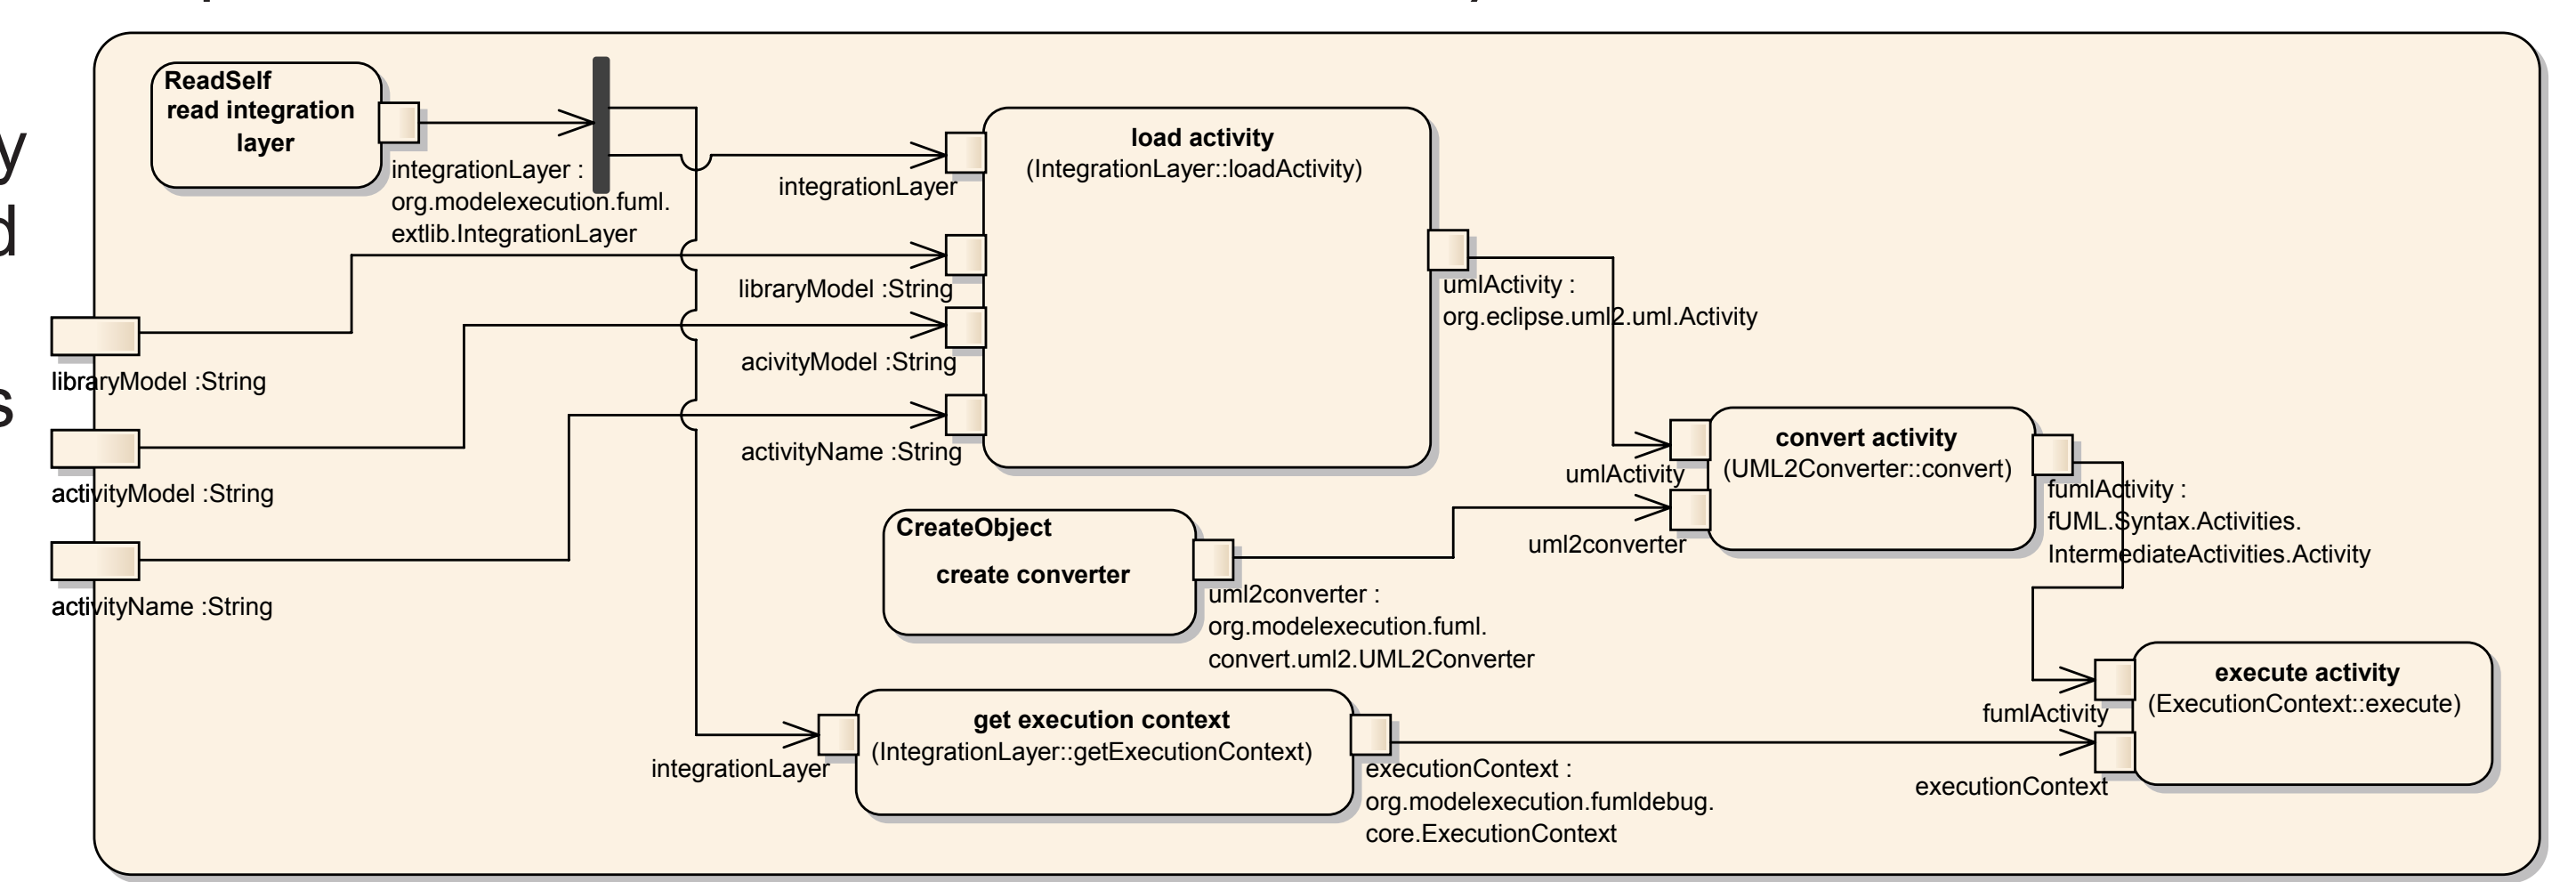 y
d
s
ReadSelf
read integration
layer
integrationLayer :
org.modelexecution.fuml.
extlib.IntegrationLayer
libraryModel :String
activityModel :String
activityName :String
integrationLayer
libraryModel :String
acivityModel :String
activityName :String
load activity
(IntegrationLayer::loadActivity)
umlActivity :
org.eclipse.uml2.uml.Activity
umlActivity
uml2converter
convert activity
(UML2Converter::convert)
fumlActivity :
fUML.Syntax.Activities.
IntermediateActivities.Activity
CreateObject
create converter
uml2converter :
org.modelexecution.fuml.
convert.uml2.UML2Converter
integrationLayer
get execution context
(IntegrationLayer::getExecutionContext)
executionContext :
org.modelexecution.fumldebug.
core.ExecutionContext
fumlActivity
executionContext
execute activity
(ExecutionContext::execute)